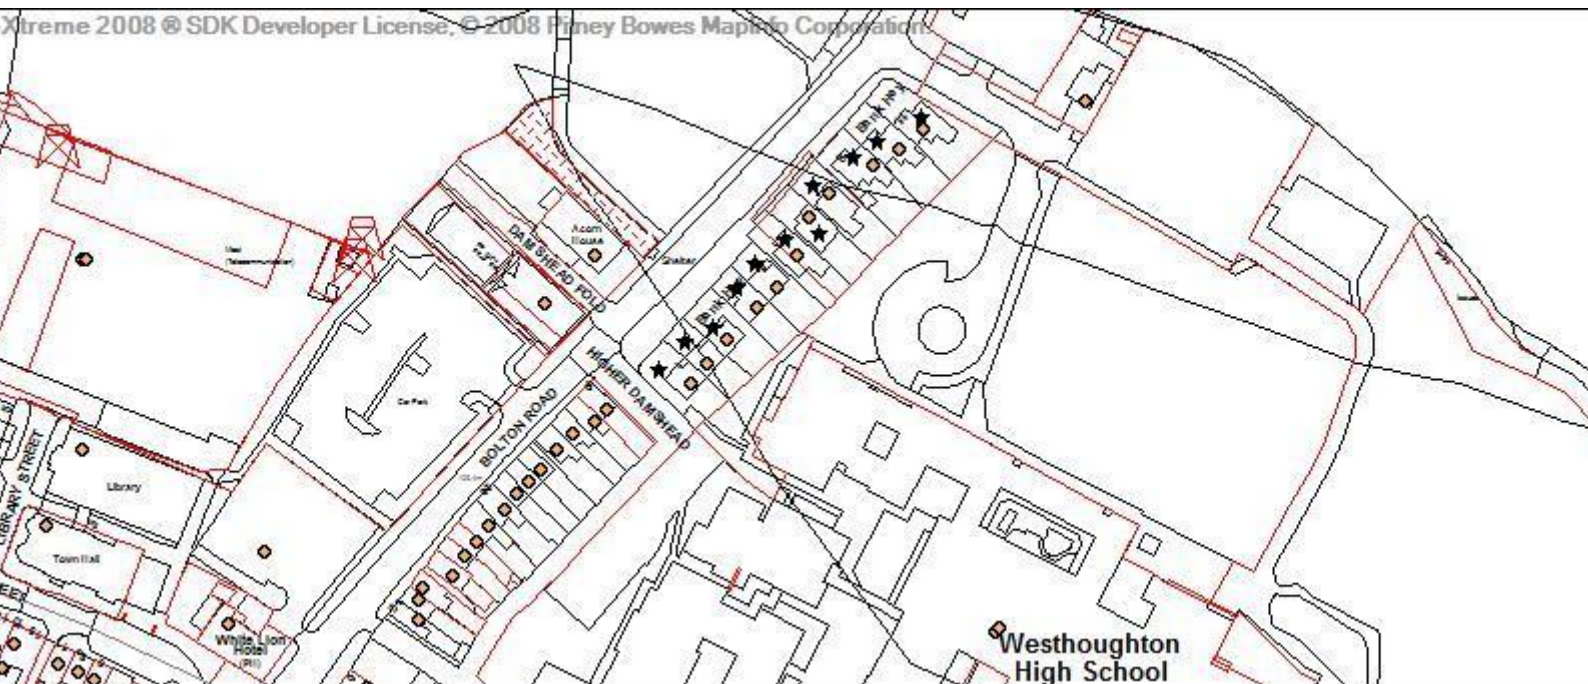 Xtreme 2008 ® SDK Developer License, © 2008 Pitney Bowes MapInfo Corporation.
Acorn
House
DAMSHEAD FOLD
Shelter
HIGHER DAMSHEAD
BOLTON ROAD
Car Park
LIBRARY STREET
Library
Town Hall
White Lion
Hotel
(PH)
Westhoughton
High School